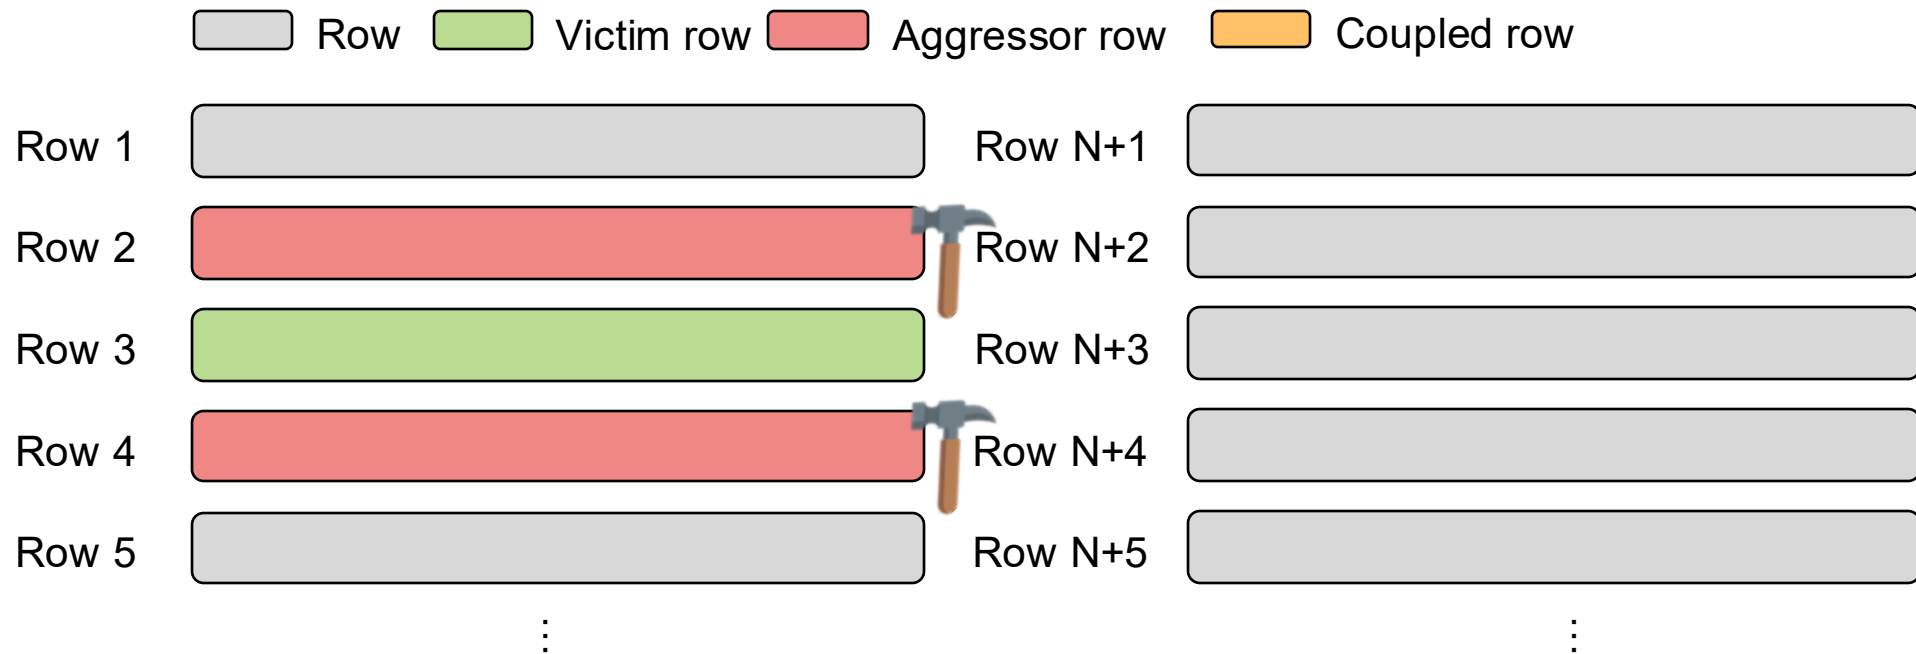 Row Victim row Aggressor row Coupled row
Row 1 Row N+1
Row 2 Row N+2
Row 3 Row N+3
Row 4 Row N+4
Row 5 Row N+5